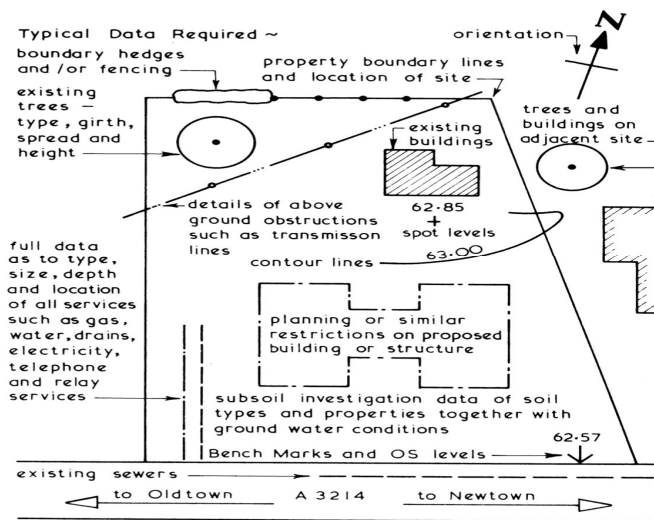 Typical Data Required ~
boundary hedges
and/or fencing
existing
trees –
type, girth,
spread and
height
property boundary lines
and location of site
orientation
N
existing
buildings
trees and
buildings on
adjacent site
details of above
ground obstructions
such as transmisson
lines
62·85
+
spot levels
contour lines
63·00
full data
as to type,
size, depth
and location
of all services
such as gas,
water, drains,
electricity,
telephone
and relay
services
planning or similar
restrictions on proposed
building or structure
subsoil investigation data of soil
types and properties together with
ground water conditions
62·57
Bench Marks and OS levels
existing sewers
to Oldtown A 3214 to Newtown